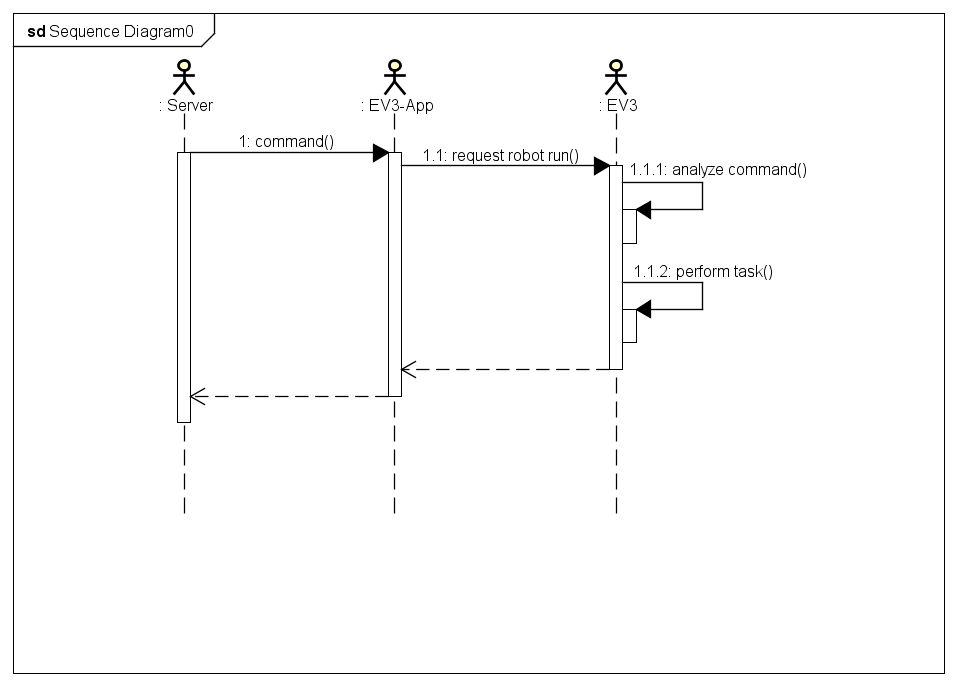 sd Sequence Diagram0
: Server
: EV3-App
: EV3
1: command()
1.1: request robot run()
1.1.1: analyze command()
1.1.2: perform task()